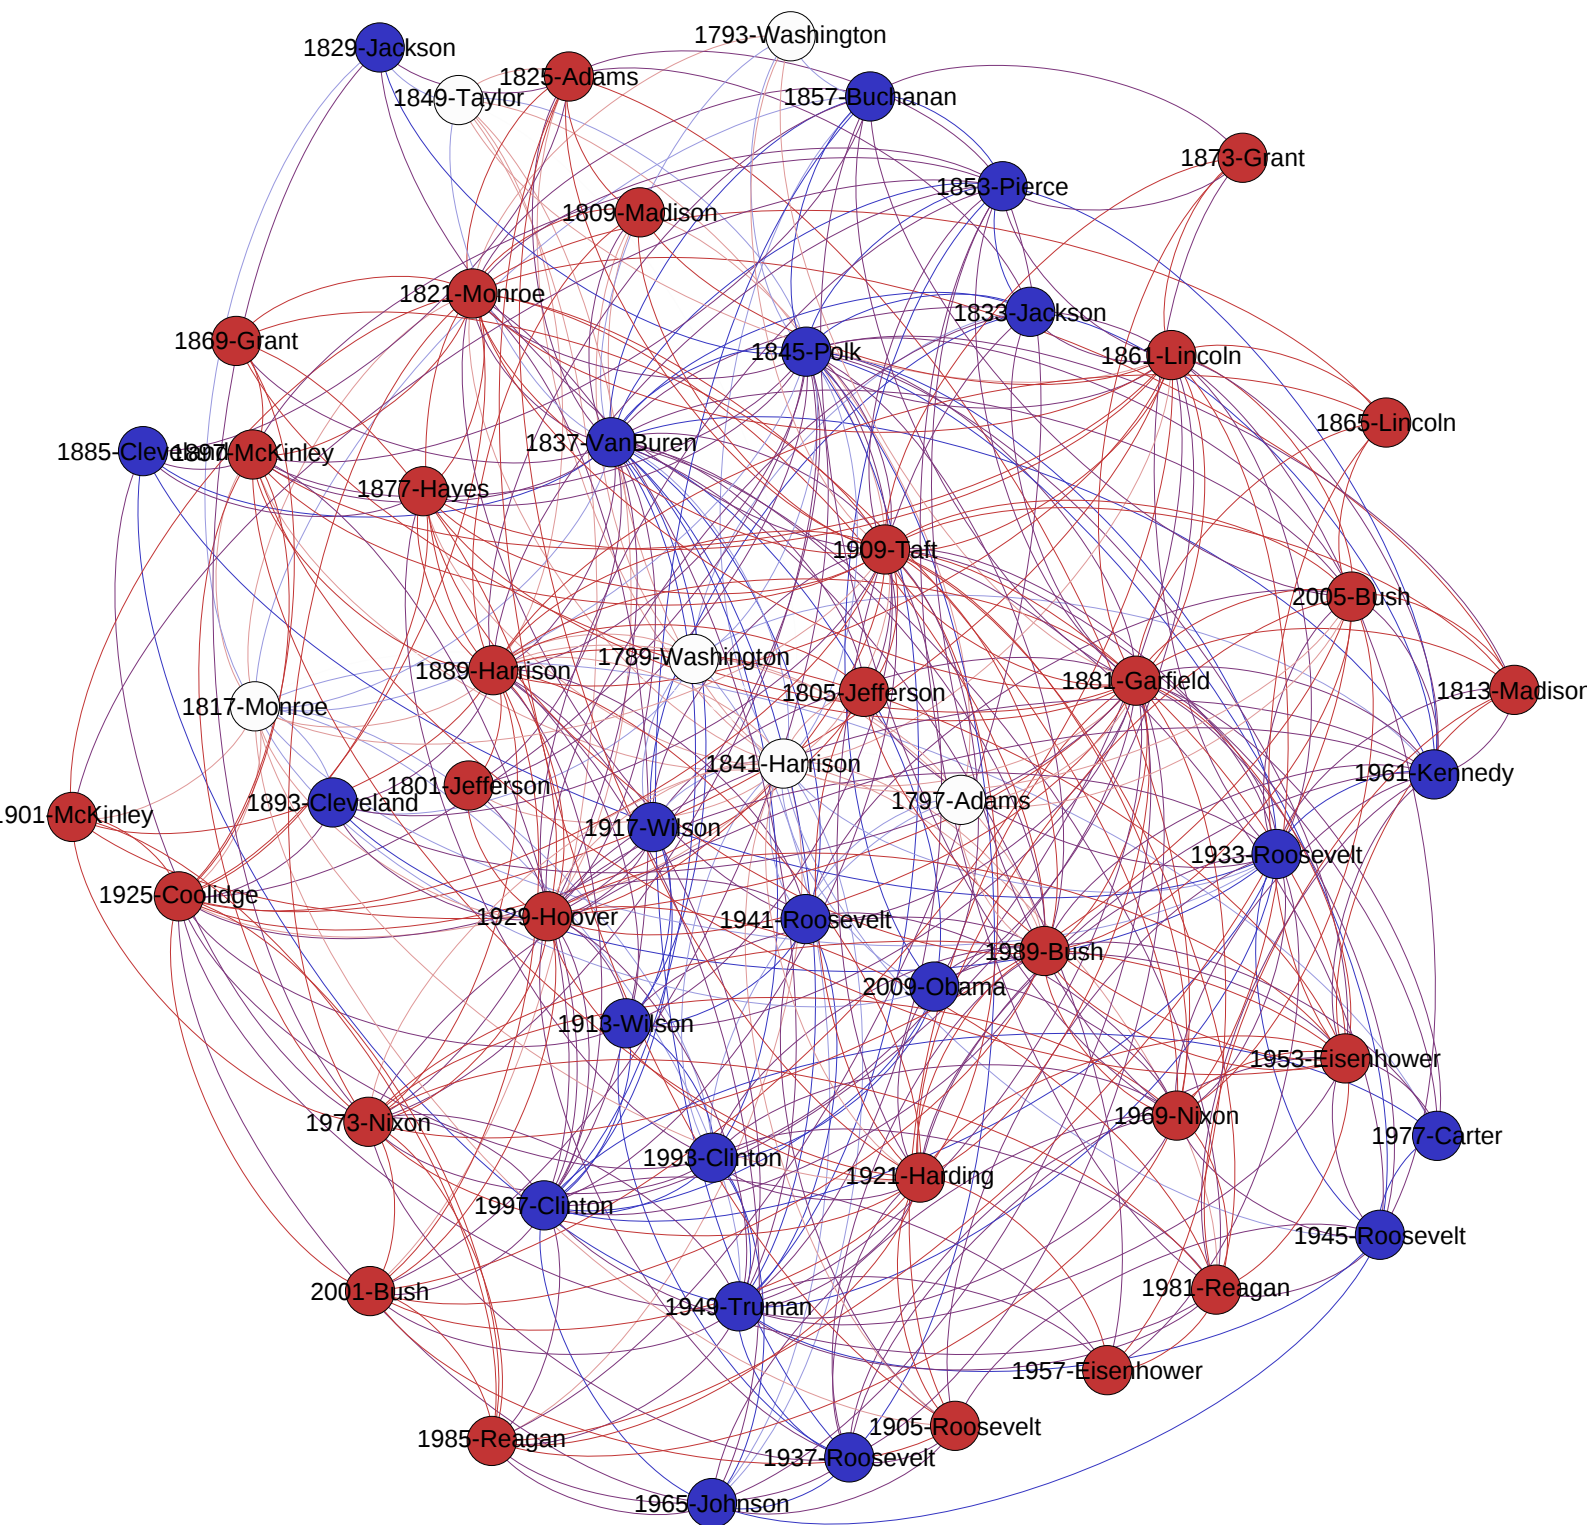 1793-Washington
1829-Jackson
1825-Adams
1849-Taylor
1857-Buchanan
1873-Grant
1853-Pierce
1809-Madison
1821-Monroe
1833-Jackson
1869-Grant
1845-Polk
1861-Lincoln
1865-Lincoln
1837-VanBuren
1885-Cleveland
1897-McKinley
1877-Hayes
1909-Taft
2005-Bush
1789-Washington
1889-Harrison
1881-Garfield
1805-Jefferson
1813-Madison
1817-Monroe
1841-Harrison
1961-Kennedy
1801-Jefferson
1893-Cleveland
1797-Adams
1901-McKinley
1917-Wilson
1933-Roosevelt
1925-Coolidge
1929-Hoover
1941-Roosevelt
1989-Bush
2009-Obama
1913-Wilson
1953-Eisenhower
1969-Nixon
1973-Nixon
1977-Carter
1993-Clinton
1921-Harding
1997-Clinton
1945-Roosevelt
1981-Reagan
2001-Bush
1949-Truman
1957-Eisenhower
1905-Roosevelt
1985-Reagan
1937-Roosevelt
1965-Johnson